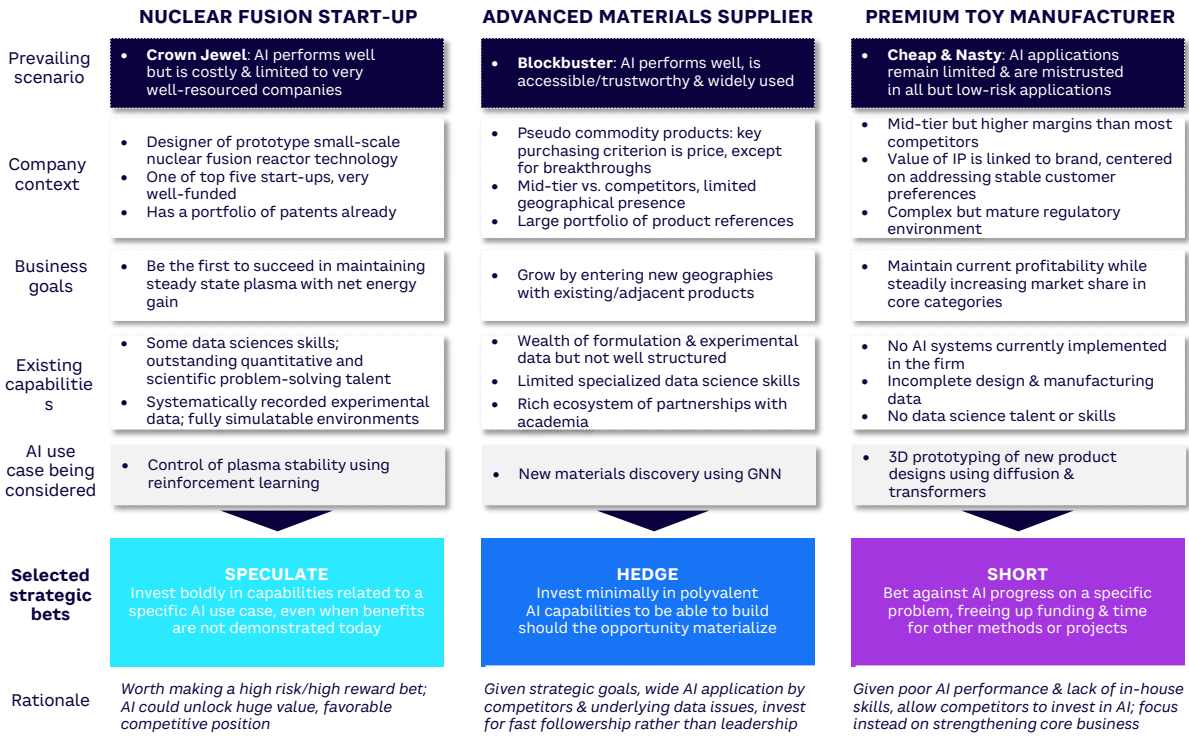 NUCLEAR FUSION START-UP
ADVANCED MATERIALS SUPPLIER
PREMIUM TOY MANUFACTURER
Prevailing
scenario
• Crown Jewel: AI performs well
but is costly & limited to very
well-resourced companies
• Blockbuster: AI performs well, is
accessible/trustworthy & widely used
• Cheap & Nasty: AI applications
remain limited & are mistrusted
in all but low-risk applications
Company
context
• Designer of prototype small-scale
nuclear fusion reactor technology
• One of top five start-ups, very
well-funded
• Has a portfolio of patents already
• Pseudo commodity products: key
purchasing criterion is price, except
for breakthroughs
• Mid-tier vs. competitors, limited
geographical presence
• Large portfolio of product references
• Mid-tier but higher margins than most
competitors
• Value of IP is linked to brand, centered
on addressing stable customer
preferences
• Complex but mature regulatory
environment
Business
goals
• Be the first to succeed in maintaining
steady state plasma with net energy
gain
• Grow by entering new geographies
with existing/adjacent products
• Maintain current profitability while
steadily increasing market share in
core categories
Existing
capabilitie
s
• Some data sciences skills;
outstanding quantitative and
scientific problem-solving talent
• Systematically recorded experimental
data; fully simulatable environments
• Wealth of formulation & experimental
data but not well structured
• Limited specialized data science skills
• Rich ecosystem of partnerships with
academia
• No AI systems currently implemented
in the firm
• Incomplete design & manufacturing
data
• No data science talent or skills
AI use
case being
considered
• Control of plasma stability using
reinforcement learning
• New materials discovery using GNN
• 3D prototyping of new product
designs using diffusion &
transformers
Selected
strategic
bets
SPECULATE
Invest boldly in capabilities related to a
specific AI use case, even when benefits
are not demonstrated today
HEDGE
Invest minimally in polyvalent
AI capabilities to be able to build
should the opportunity materialize
SHORT
Bet against AI progress on a specific
problem, freeing up funding & time
for other methods or projects
Rationale
Worth making a high risk/high reward bet;
AI could unlock huge value, favorable
competitive position
Given strategic goals, wide AI application by
competitors & underlying data issues, invest
for fast followership rather than leadership
Given poor AI performance & lack of in-house
skills, allow competitors to invest in AI; focus
instead on strengthening core business